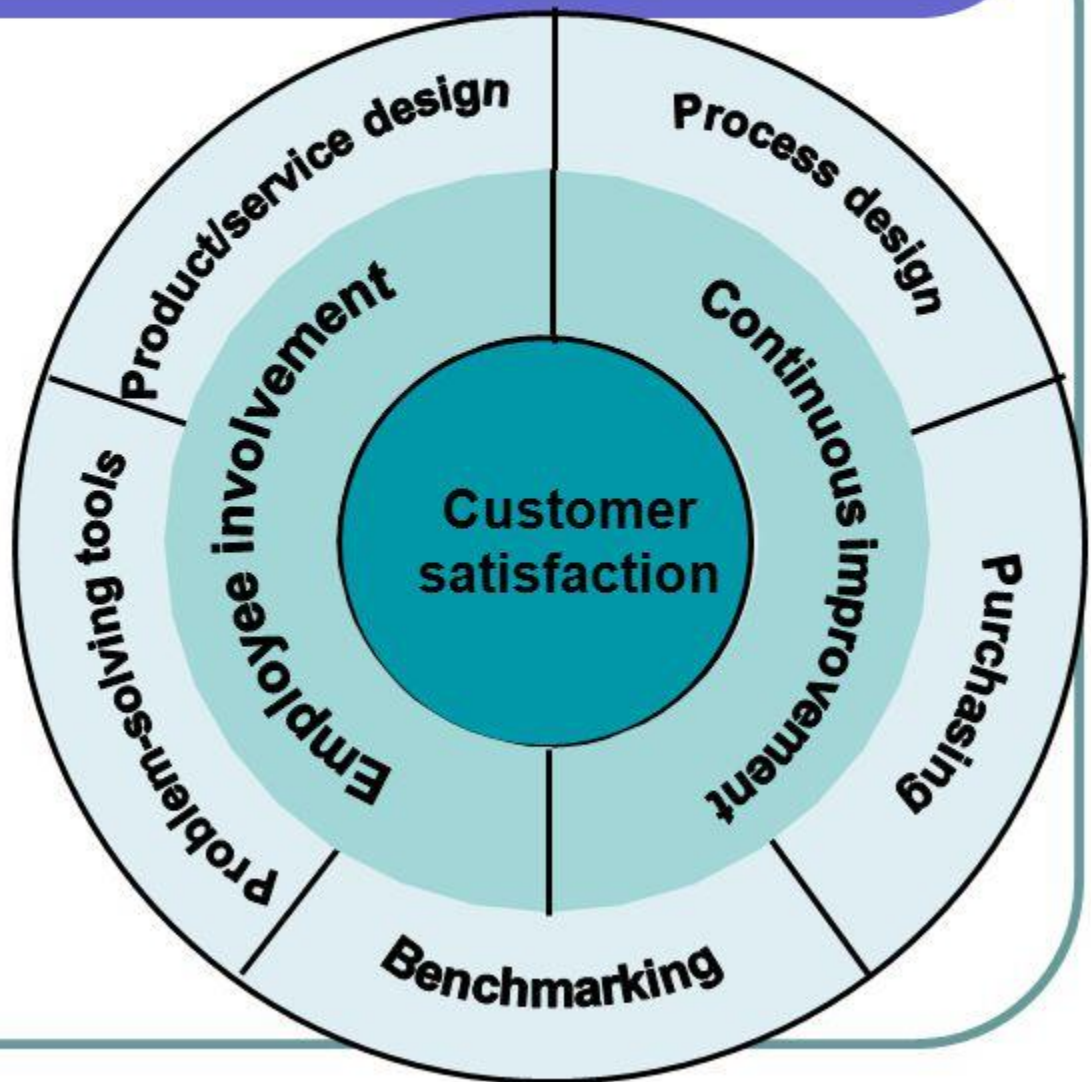 Product/service design
Process design
Employee involvement
Continuous improvement
Customer
satisfaction
Problem-solving tools
Purchasing
Benchmarking